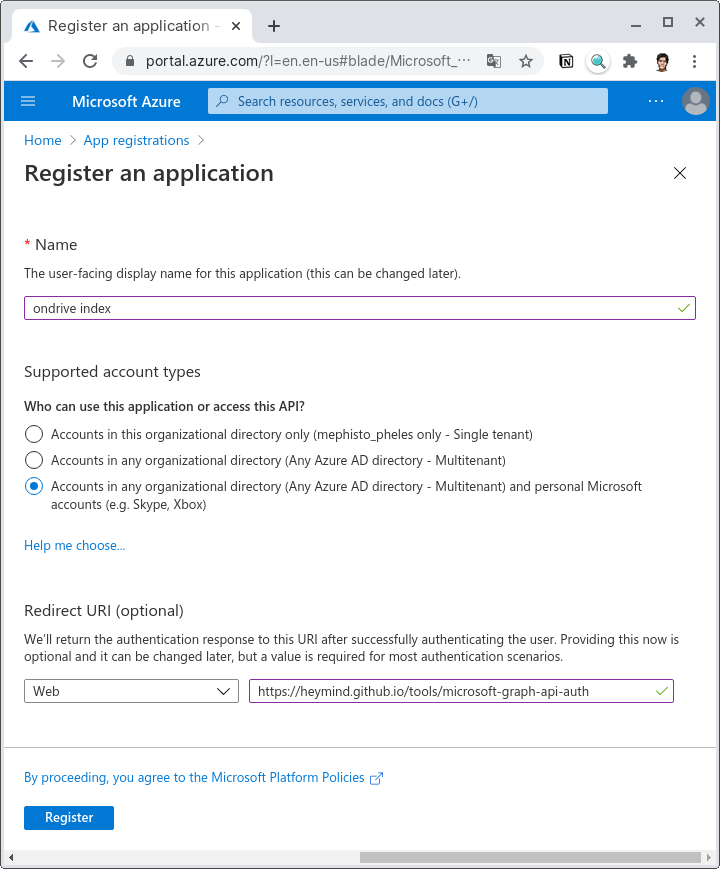 Register an application -
portal.azure.com/?l=en.en-us#blade/Microsoft_···
Microsoft Azure
Search resources, services, and docs (G+/)
Home > App registrations >
Register an application
* Name
The user-facing display name for this application (this can be changed later).
ondrive index
Supported account types
Who can use this application or access this API?
Accounts in this organizational directory only (mephisto_pheles only - Single tenant)
Accounts in any organizational directory (Any Azure AD directory - Multitenant)
Accounts in any organizational directory (Any Azure AD directory - Multitenant) and personal Microsoft
accounts (e.g. Skype, Xbox)
Help me choose...
Redirect URI (optional)
We'll return the authentication response to this URI after successfully authenticating the user. Providing this now is
optional and it can be changed later, but a value is required for most authentication scenarios.
Web
https://heymind.github.io/tools/microsoft-graph-api-auth
By proceeding, you agree to the Microsoft Platform Policies
Register